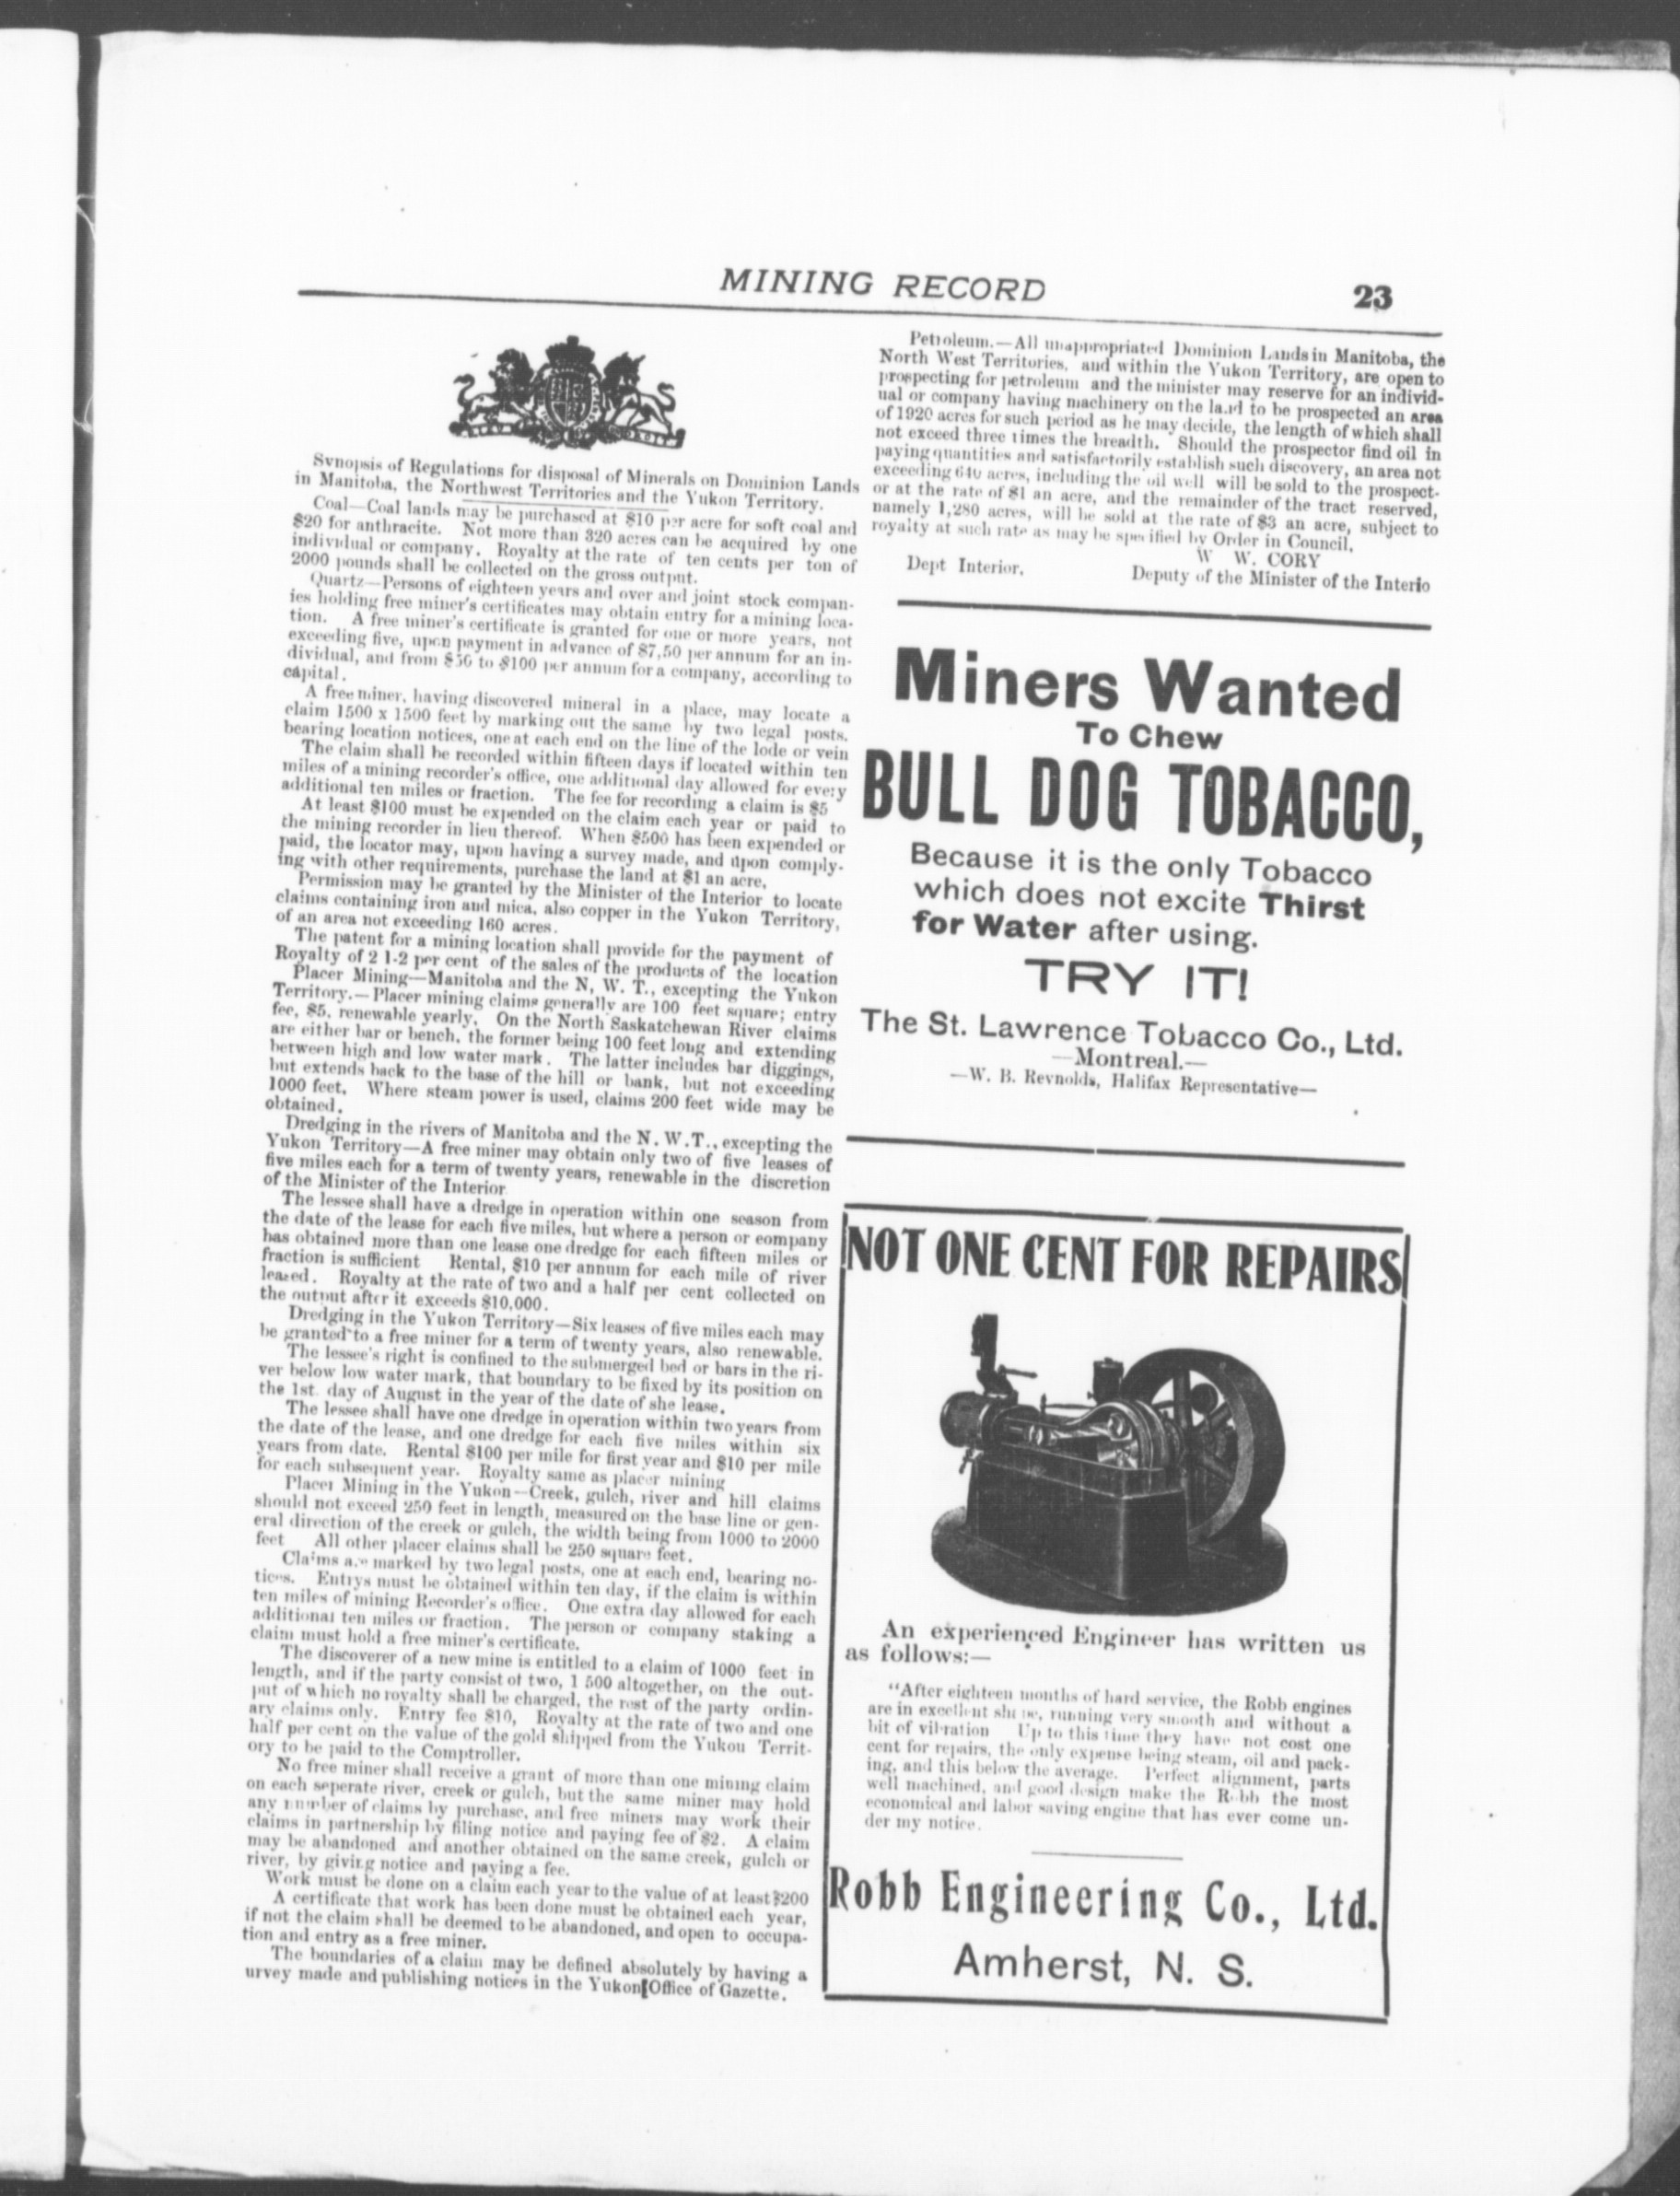 MINING RECORD
23
Synopsis of Regulations for disposal of Minerals on Dominion Lands
in Manitoba, the Northwest Territories and the Yukon Territory.
Coal—Coal lands may be purchased at $10 per acre for soft coal and
$20 for anthracite. Not more than 320 acres can be acquired by one
individual or company. Royalty at the rate of ten cents per ton of
2000 pounds shall be collected on the gross output.
Quartz—Persons of eighteen years and over and joint stock compan-
ies holding free miner's certificates may obtain entry for a mining loca-
tion. A free miner's certificate is granted for one or more years, not
exceeding five, upon payment in advance of $7,50 per annum for an in-
dividual, and from $50 to $100 per annum for a company, according to
capital.
A free miner, having discovered mineral in a place, may locate a
claim 1500 x 1500 feet by marking out the same by two legal posts.
bearing location notices, one at each end on the line of the lode or vein
The claim shall be recorded within fifteen days if located within ten
miles of a mining recorder's office, one additional day allowed for every
additional ten miles or fraction. The fee for recording a claim is $5
At least $100 must be expended on the claim each year or paid to
the mining recorder in lieu thereof. When $500 has been expended or
paid, the locator may, upon having a survey made, and upon comply-
ing with other requirements, purchase the land at $1 an acre,
Permission may be granted by the Minister of the Interior to locate
claims containing iron and mica, also copper in the Yukon Territory,
of an area not exceeding 160 acres.
The patent for a mining location shall provide for the payment of
Royalty of 2 1-2 per cent of the sales of the products of the location
Placer Mining—Manitoba and the N, W. T., excepting the Yukon
Territory.—Placer mining claims generally are 100 feet square; entry
fee, $5, renewable yearly. On the North Saskatchewan River claims
are either bar or bench, the former being 100 feet long and extending
between high and low water mark. The latter includes bar diggings,
but extends back to the base of the hill or bank, but not exceeding
1000 feet. Where steam power is used, claims 200 feet wide may be
obtained.
Dredging in the rivers of Manitoba and the N. W.T., excepting the
Yukon Territory—A free miner may obtain only two of five leases of
five miles each for a term of twenty years, renewable in the discretion
of the Minister of the Interior
The lessee shall have a dredge in operation within one season from
the date of the lease for each five miles, but where a person or company
has obtained more than one lease one dredge for each fifteen miles or
fraction is sufficient Rental, $10 per annum for each mile of river
leased. Royalty at the rate of two and a half per cent collected on
the output after it exceeds $10,000.
Dredging in the Yukon Territory—Six leases of five miles each may
be granted to a free miner for a term of twenty years, also renewable.
The lessee's right is confined to the submerged bed or bars in the ri-
ver below low water mark, that boundary to be fixed by its position on
the 1st. day of August in the year of the date of she lease.
The lessee shall have one dredge in operation within two years from
the date of the lease, and one dredge for each five miles within six
years from date. Rental $100 per mile for first year and $10 per mile
for each subsequent year. Royalty same as placer mining
Placer Mining in the Yukon—Creek, gulch, river and hill claims
should not exceed 250 feet in length, measured on the base line or gen-
eral direction of the creek or gulch, the width being from 1000 to 2000
feet All other placer claims shall be 250 square feet.
Claims are marked by two legal posts, one at each end, bearing no-
tices. Entrys must be obtained within ten day, if the claim is within
ten miles of mining Recorder's office. One extra day allowed for each
additional ten miles or fraction. The person or company staking a
claim must hold a free miner's certificate.
The discoverer of a new mine is entitled to a claim of 1000 feet in
length, and if the party consist of two, 1 500 altogether, on the out-
put of which no royalty shall be charged, the rest of the party ordin-
ary claims only. Entry fee $10, Royalty at the rate of two and one
half per cent on the value of the gold shipped from the Yukon Territ-
ory to be paid to the Comptroller.
No free miner shall receive a grant of more than one mining claim
on each seperate river, creek or gulch, but the same miner may hold
any number of claims by purchase, and free miners may work their
claims in partnership by filing notice and paying fee of $2. A claim
may be abandoned and another obtained on the same creek, gulch or
river, by giving notice and paying a fee.
Work must be done on a claim each year to the value of at least $200
A certificate that work has been done must be obtained each year,
if not the claim shall be deemed to be abandoned, and open to occupa-
tion and entry as a free miner.
The boundaries of a claim may be defined absolutely by having a
urvey made and publishing notices in the Yukon[Office of Gazette.
Petroleum.—All unappropriated Dominion Lands in Manitoba, the
North West Territories, and within the Yukon Territory, are open to
prospecting for petroleum and the minister may reserve for an individ-
ual or company having machinery on the land to be prospected an area
of 1920 acres for such period as he may decide, the length of which shall
not exceed three times the breadth. Should the prospector find oil in
paying quantities and satisfactorily establish such discovery, an area not
exceeding 640 acres, including the oil well will be sold to the prospect-
or at the rate of $1 an acre, and the remainder of the tract reserved,
namely 1,280 acres, will be sold at the rate of $3 an acre, subject to
royalty at such rate as may be specified by Order in Council,
W W. CORY
Dept Interior. Deputy of the Minister of the Interio
Miners Wanted
To Chew
BULL DOG TOBACCO,
Because it is the only Tobacco
which does not excite Thirst
for Water after using.
TRY IT!
The St. Lawrence Tobacco Co., Ltd.
—Montreal.—
—W. B. Reynolds, Halifax Representative—
NOT ONE CENT FOR REPAIRS
An experienced Engineer has written us
as follows:—
"After eighteen months of hard service, the Robb engines
are in excellent shape, running very smooth and without a
bit of vibration Up to this time they have not cost one
cent for repairs, the only expense being steam, oil and pack-
ing, and this below the average. Perfect alignment, parts
well machined, and good design make the Robb the most
economical and labor saving engine that has ever come un-
der my notice.
Robb Engineering Co., Ltd.
Amherst, N. S.